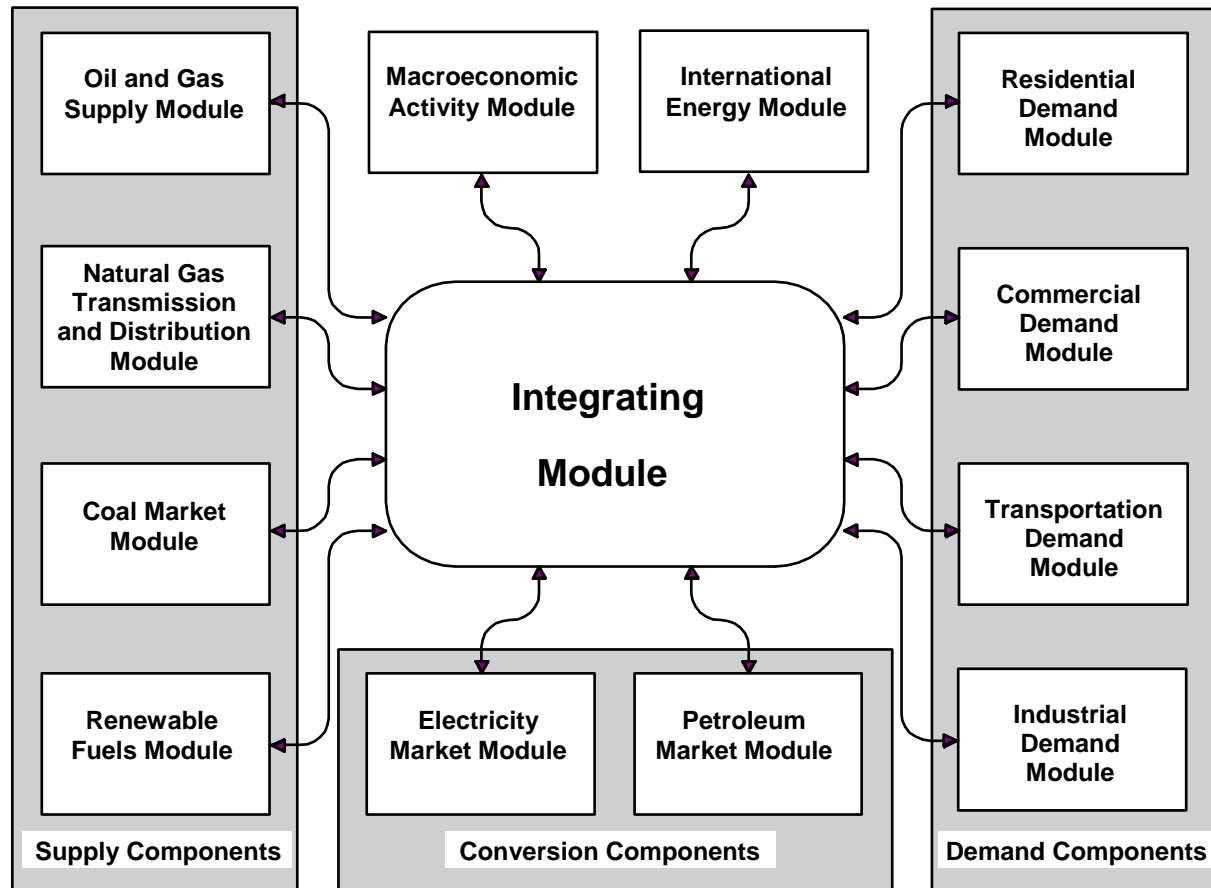 Oil and Gas
Supply Module
Macroeconomic
Activity Module
International
Energy Module
Residential
Demand
Module
Natural Gas
Transmission
and Distribution
Module
Commercial
Demand
Module
Integrating
Module
Coal Market
Module
Transportation
Demand
Module
Renewable
Fuels Module
Electricity
Market Module
Petroleum
Market Module
Industrial
Demand
Module
Supply Components
Conversion Components
Demand Components